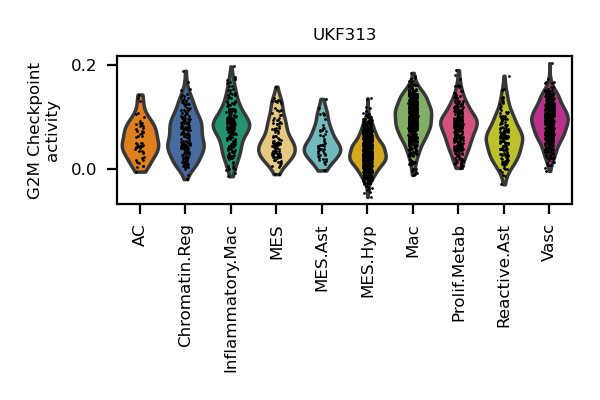 UKF313
G2M Checkpoint
activity
0.2
0.0
AC
Chromatin.Reg
Inflammatory.Mac
MES
MES.Ast
MES.Hyp
Mac
Prolif.Metab
Reactive.Ast
Vasc